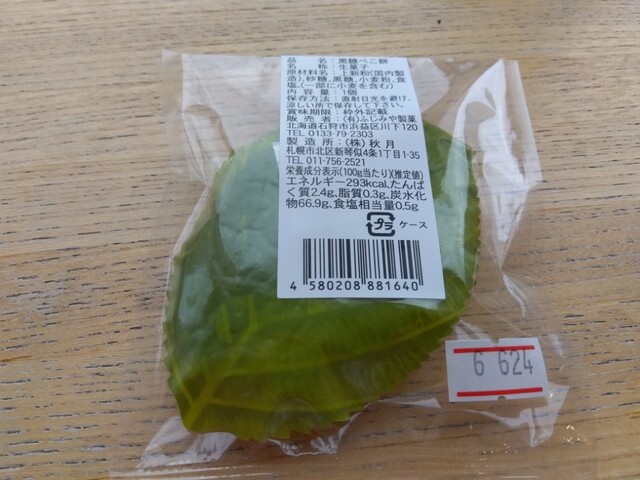 品名：黒糖べこ餅
名称：生菓子
原材料名：上新粉(国内製
造)､砂糖､黒糖､小麦粉､食
塩､(一部に小麦を含む)
内容量：1個
保存方法：直射日光を避け､
涼しい所で保存して下さい。
賞味期限：枠外記載
販売者：(有)ふじみや製菓
北海道石狩市浜益区川下120
TEL 0133-79-2303
製造所：(株)秋月
札幌市北区新琴似4条1丁目1-35
TEL 011-756-2521
栄養成分表示(100g当たり)(推定値)
エネルギー293kcal､たんぱ
く質2.4g､脂質0.3g､炭水化
物66.9g､食塩相当量0.5g
プラ ケース
4 580208 881640
6 624